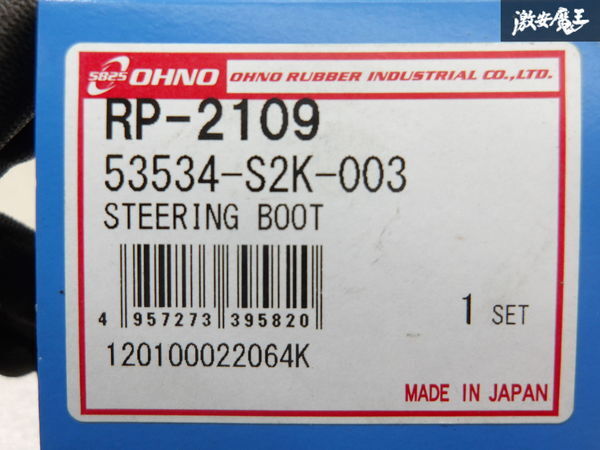 激安魔王
SB25 OHNO OHNO RUBBER INDUSTRIAL CO.,LTD.
RP-2109
53534-S2K-003
STEERING BOOT
4 957273 395820
1 SET
120100022064K
MADE IN JAPAN